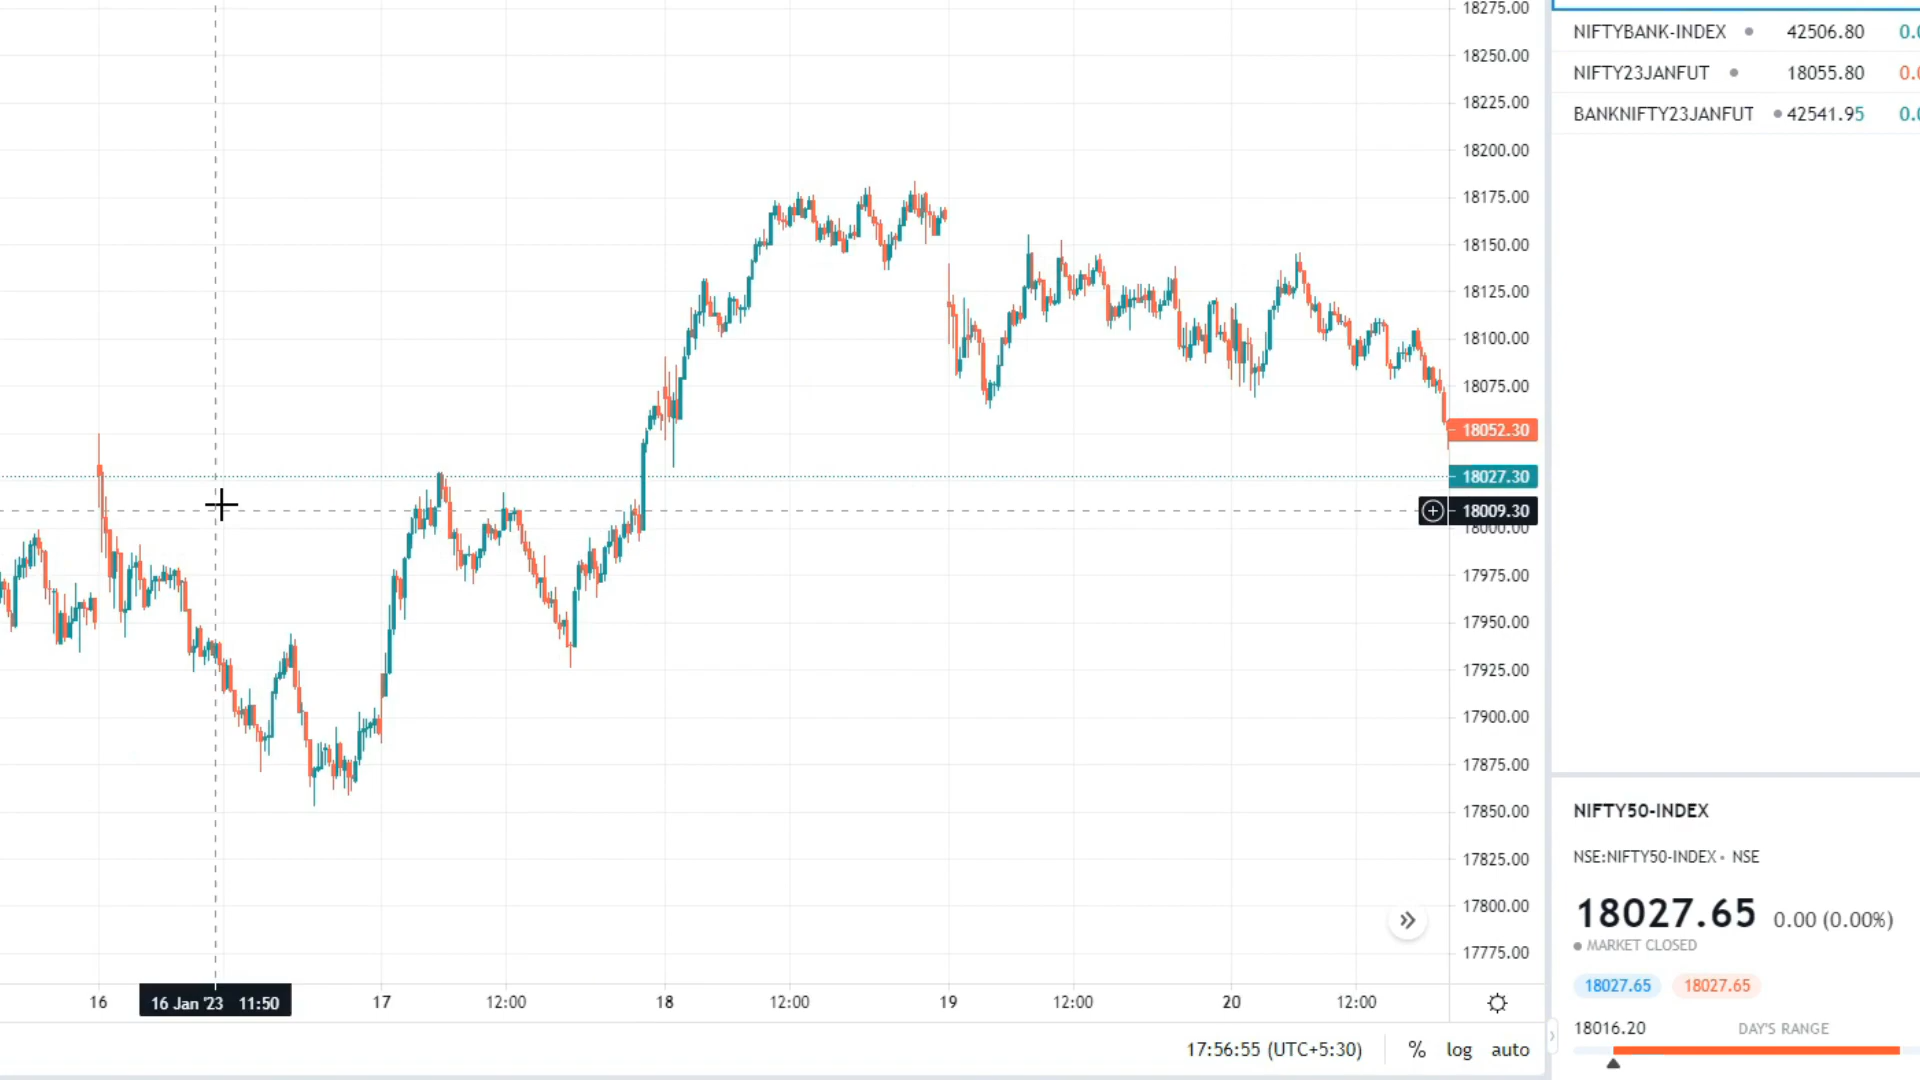 18275.00
18250.00
18225.00
18200.00
18175.00
18150.00
18125.00
18100.00
18075.00
18052.30
18027.30
18009.30
18000.00
17975.00
17950.00
17925.00
17900.00
17875.00
17850.00
17825.00
17800.00
17775.00
16
16 Jan '23 11:50
17
12:00
18
12:00
19
12:00
20
12:00
17:56:55 (UTC+5:30)
%
log
auto
NIFTYBANK-INDEX 42506.80
NIFTY23JANFUT 18055.80
BANKNIFTY23JANFUT 42541.95
NIFTY50-INDEX
NSE:NIFTY50-INDEX • NSE
18027.65 0.00 (0.00%)
MARKET CLOSED
18027.65 18027.65
18016.20 DAY'S RANGE